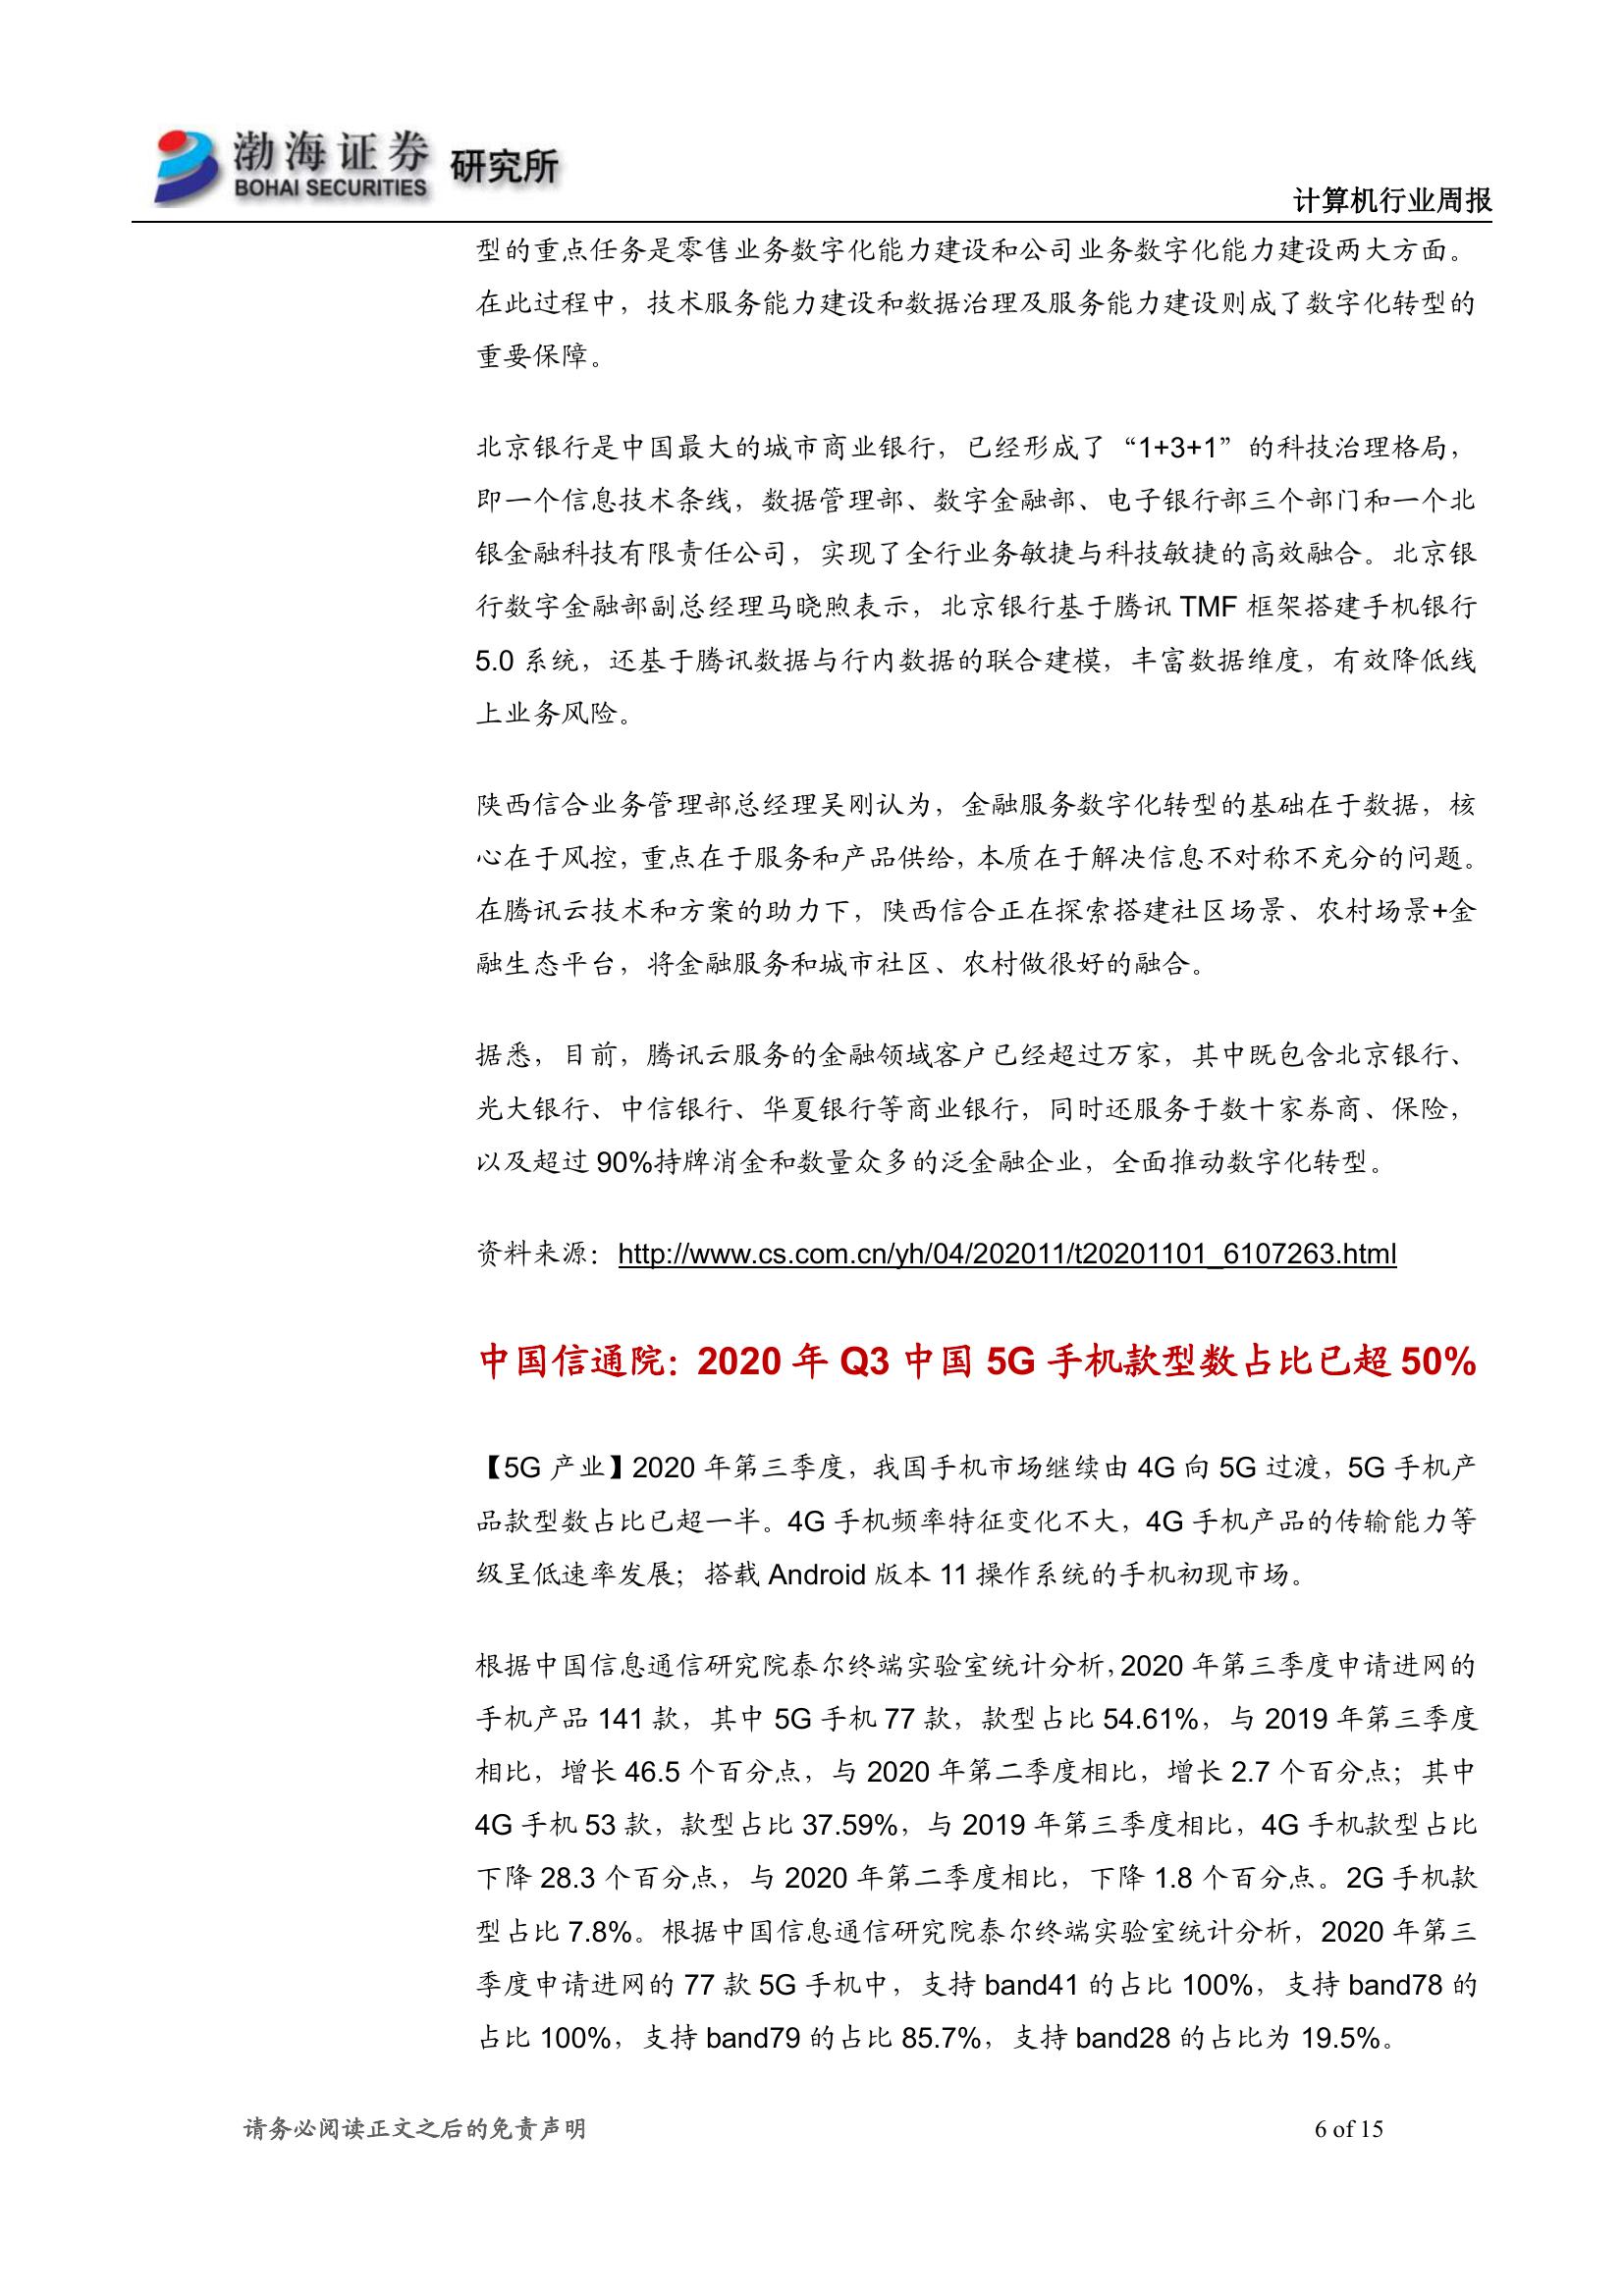 渤海证券 研究所
BOHAI SECURITIES
计算机行业周报
型的重点任务是零售业务数字化能力建设和公司业务数字化能力建设两大方面。
在此过程中，技术服务能力建设和数据治理及服务能力建设则成了数字化转型的
重要保障。
北京银行是中国最大的城市商业银行，已经形成了“1+3+1”的科技治理格局，
即一个信息技术条线，数据管理部、数字金融部、电子银行部三个部门和一个北
银金融科技有限责任公司，实现了全行业务敏捷与科技敏捷的高效融合。北京银
行数字金融部副总经理马晓煦表示，北京银行基于腾讯 TMF 框架搭建手机银行
5.0 系统，还基于腾讯数据与行内数据的联合建模，丰富数据维度，有效降低线
上业务风险。
陕西信合业务管理部总经理吴刚认为，金融服务数字化转型的基础在于数据，核
心在于风控，重点在于服务和产品供给，本质在于解决信息不对称不充分的问题。
在腾讯云技术和方案的助力下，陕西信合正在探索搭建社区场景、农村场景+金
融生态平台，将金融服务和城市社区、农村做很好的融合。
据悉，目前，腾讯云服务的金融领域客户已经超过万家，其中既包含北京银行、
光大银行、中信银行、华夏银行等商业银行，同时还服务于数十家券商、保险，
以及超过 90%持牌消金和数量众多的泛金融企业，全面推动数字化转型。
资料来源：http://www.cs.com.cn/yh/04/202011/t20201101_6107263.html
中国信通院：2020 年 Q3 中国 5G 手机款型数占比已超 50%
【5G 产业】2020 年第三季度，我国手机市场继续由 4G 向 5G 过渡，5G 手机产
品款型数占比已超一半。4G 手机频率特征变化不大，4G 手机产品的传输能力等
级呈低速率发展；搭载 Android 版本 11 操作系统的手机初现市场。
根据中国信息通信研究院泰尔终端实验室统计分析，2020 年第三季度申请进网的
手机产品 141 款，其中 5G 手机 77 款，款型占比 54.61%，与 2019 年第三季度
相比，增长 46.5 个百分点，与 2020 年第二季度相比，增长 2.7 个百分点；其中
4G 手机 53 款，款型占比 37.59%，与 2019 年第三季度相比，4G 手机款型占比
下降 28.3 个百分点，与 2020 年第二季度相比，下降 1.8 个百分点。2G 手机款
型占比 7.8%。根据中国信息通信研究院泰尔终端实验室统计分析，2020 年第三
季度申请进网的 77 款 5G 手机中，支持 band41 的占比 100%，支持 band78 的
占比 100%，支持 band79 的占比 85.7%，支持 band28 的占比为 19.5%。
请务必阅读正文之后的免责声明
6 of 15